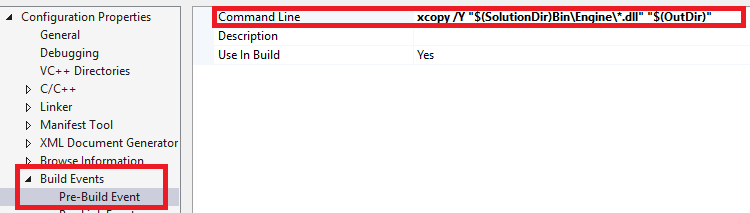 Configuration Properties
General
Debugging
VC++ Directories
C/C++
Linker
Manifest Tool
XML Document Generator
Browse Information
Build Events
Pre-Build Event
Command Line xcopy /Y "$(SolutionDir)Bin\Engine\*.dll" "$(OutDir)"
Description
Use In Build Yes